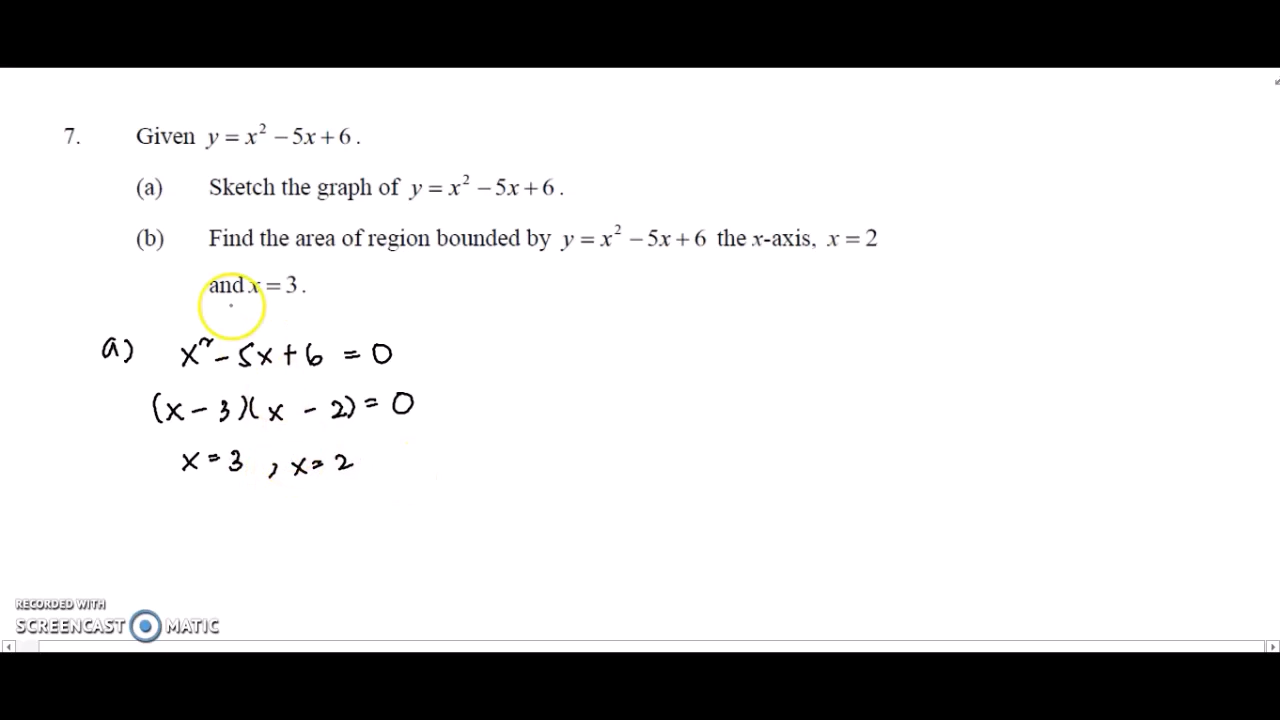 7. Given y = x² − 5x + 6 .
(a) Sketch the graph of y = x² − 5x + 6 .
(b) Find the area of region bounded by y = x² − 5x + 6 the x-axis, x = 2
and x = 3 .
a) x² - 5x + 6 = 0
(x - 3)(x - 2) = 0
x = 3 , x = 2
RECORDED WITH
SCREENCAST MATIC